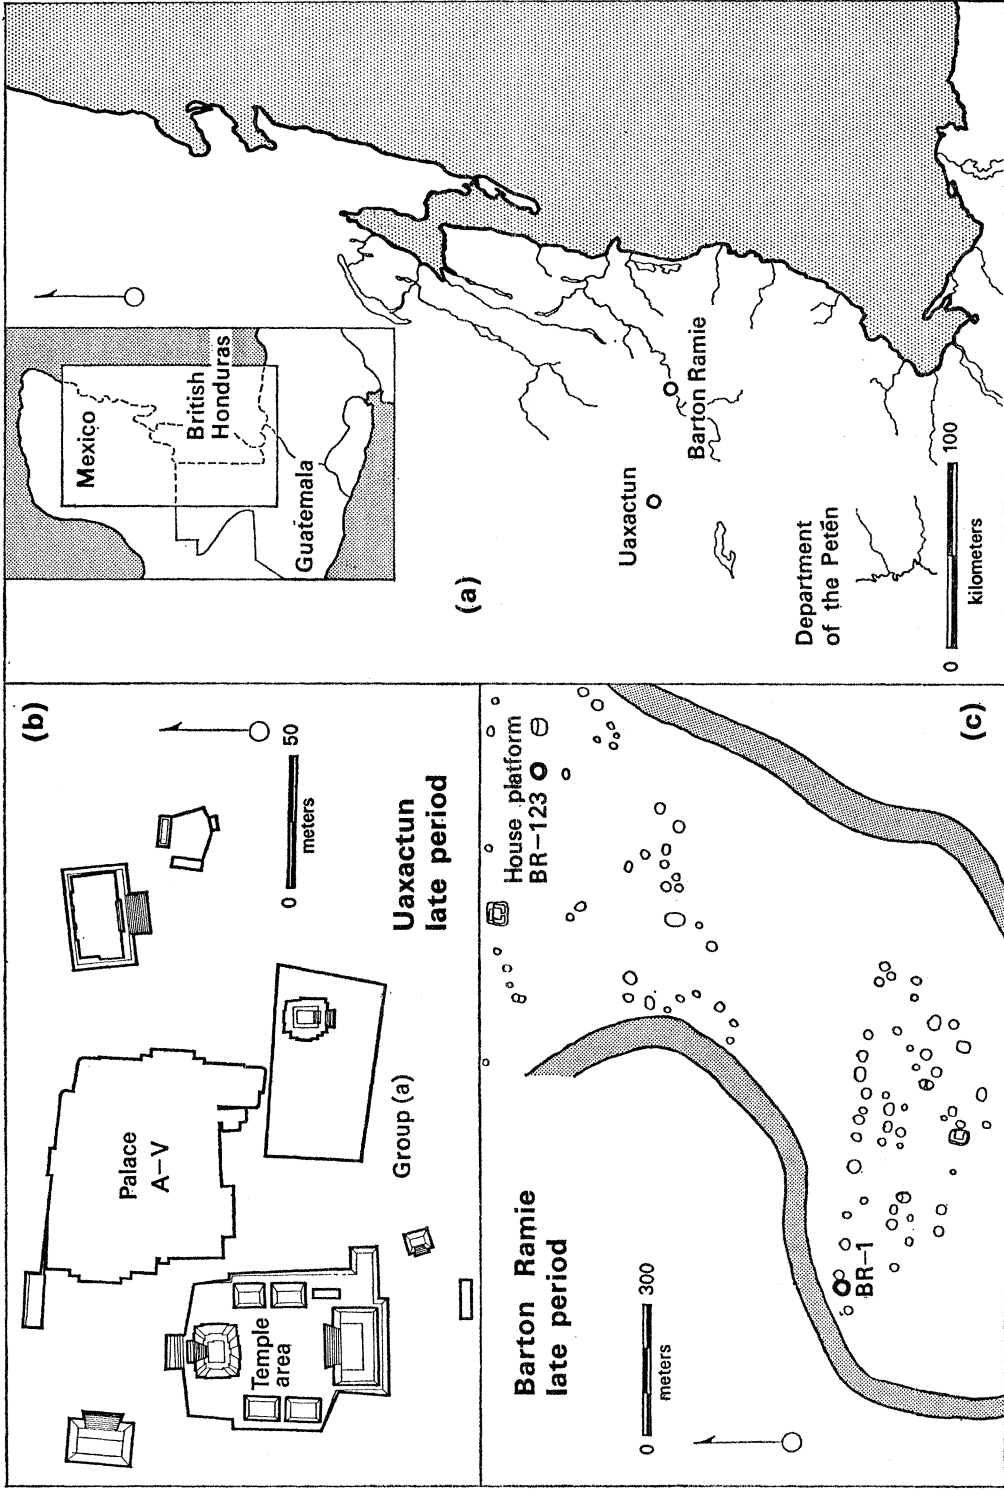 (a)
Mexico
British
Honduras
Guatemala
Uaxactun
Barton Ramie
Department
of the Petén
0 100
kilometers
(b)
Palace
A–V
Temple
area
Group (a)
0 50
meters
Uaxactun
late period
(c)
House platform
BR–123
BR–1
Barton Ramie
late period
0 300
meters